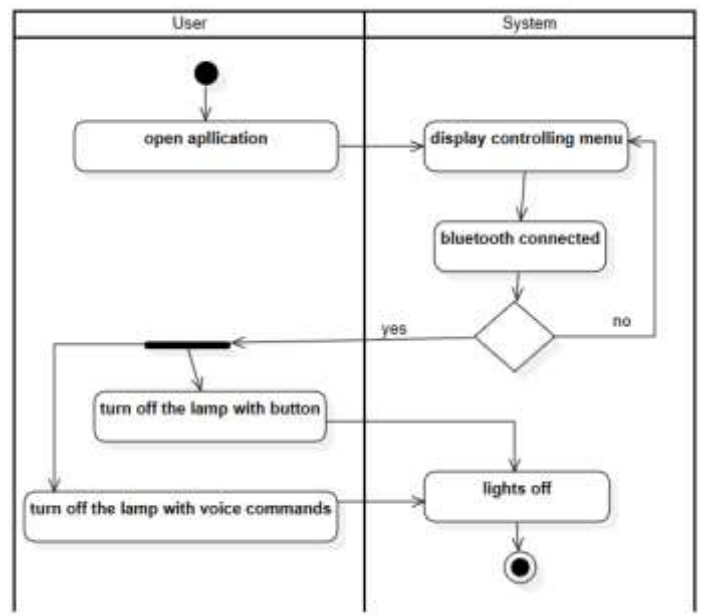 User
System
open apllication
display controlling menu
bluetooth connected
yes
no
turn off the lamp with button
lights off
turn off the lamp with voice commands